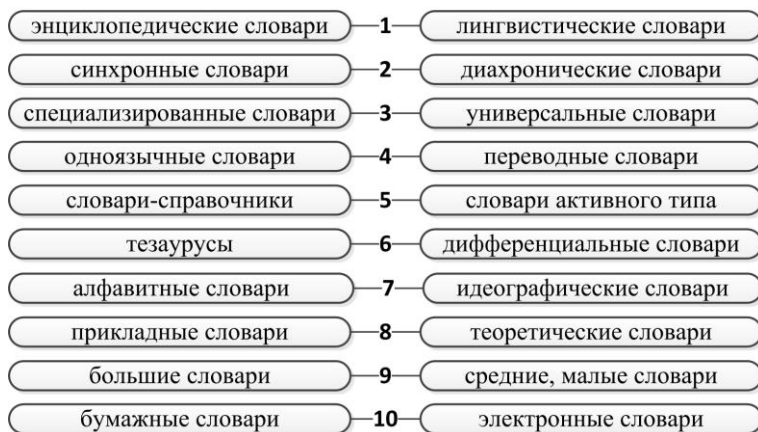 энциклопедические словари 1 лингвистические словари
синхронные словари 2 диахронические словари
специализированные словари 3 универсальные словари
одноязычные словари 4 переводные словари
словари-справочники 5 словари активного типа
тезаурусы 6 дифференциальные словари
алфавитные словари 7 идеографические словари
прикладные словари 8 теоретические словари
большие словари 9 средние, малые словари
бумажные словари 10 электронные словари